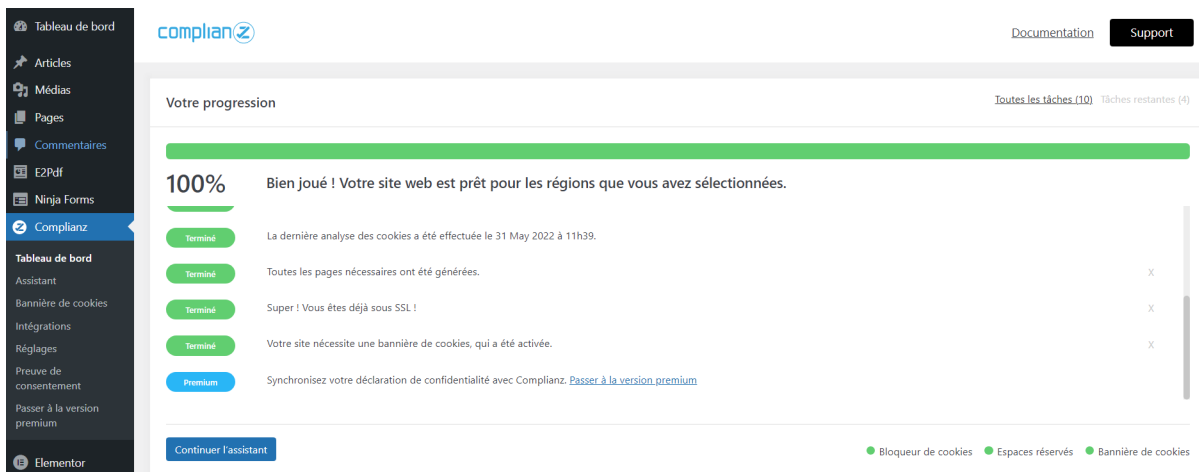 Tableau de bord
Articles
Médias
Pages
Commentaires
E2Pdf
Ninja Forms
Complianz
Tableau de bord
Assistant
Bannière de cookies
Intégrations
Réglages
Preuve de
consentement
Passer à la version
premium
Elementor
complianz
Documentation
Support
Votre progression
Toutes les tâches (10) Tâches restantes (4)
100% Bien joué ! Votre site web est prêt pour les régions que vous avez sélectionnées.
Terminé La dernière analyse des cookies a été effectuée le 31 May 2022 à 11h39.
Terminé Toutes les pages nécessaires ont été générées. X
Terminé Super ! Vous êtes déjà sous SSL ! X
Terminé Votre site nécessite une bannière de cookies, qui a été activée. X
Premium Synchronisez votre déclaration de confidentialité avec Complianz. Passer à la version premium
Continuer l'assistant
Bloqueur de cookies Espaces réservés Bannière de cookies